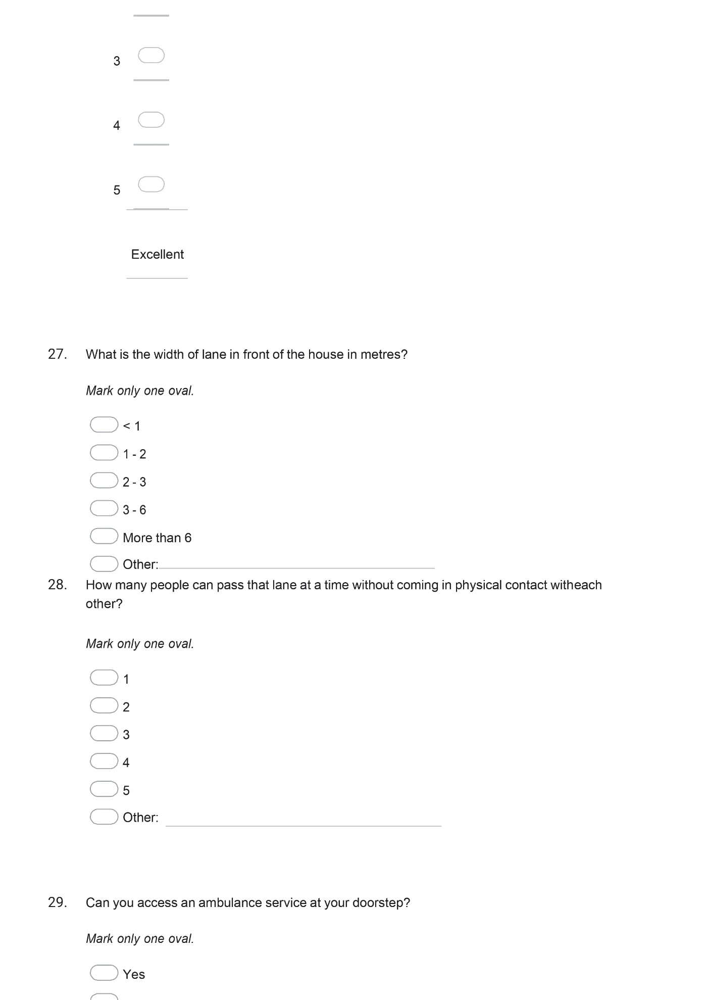 3
4
5
Excellent
27. What is the width of lane in front of the house in metres?
Mark only one oval.
< 1
1 - 2
2 - 3
3 - 6
More than 6
Other:
28. How many people can pass that lane at a time without coming in physical contact witheach
other?
Mark only one oval.
1
2
3
4
5
Other:
29. Can you access an ambulance service at your doorstep?
Mark only one oval.
Yes